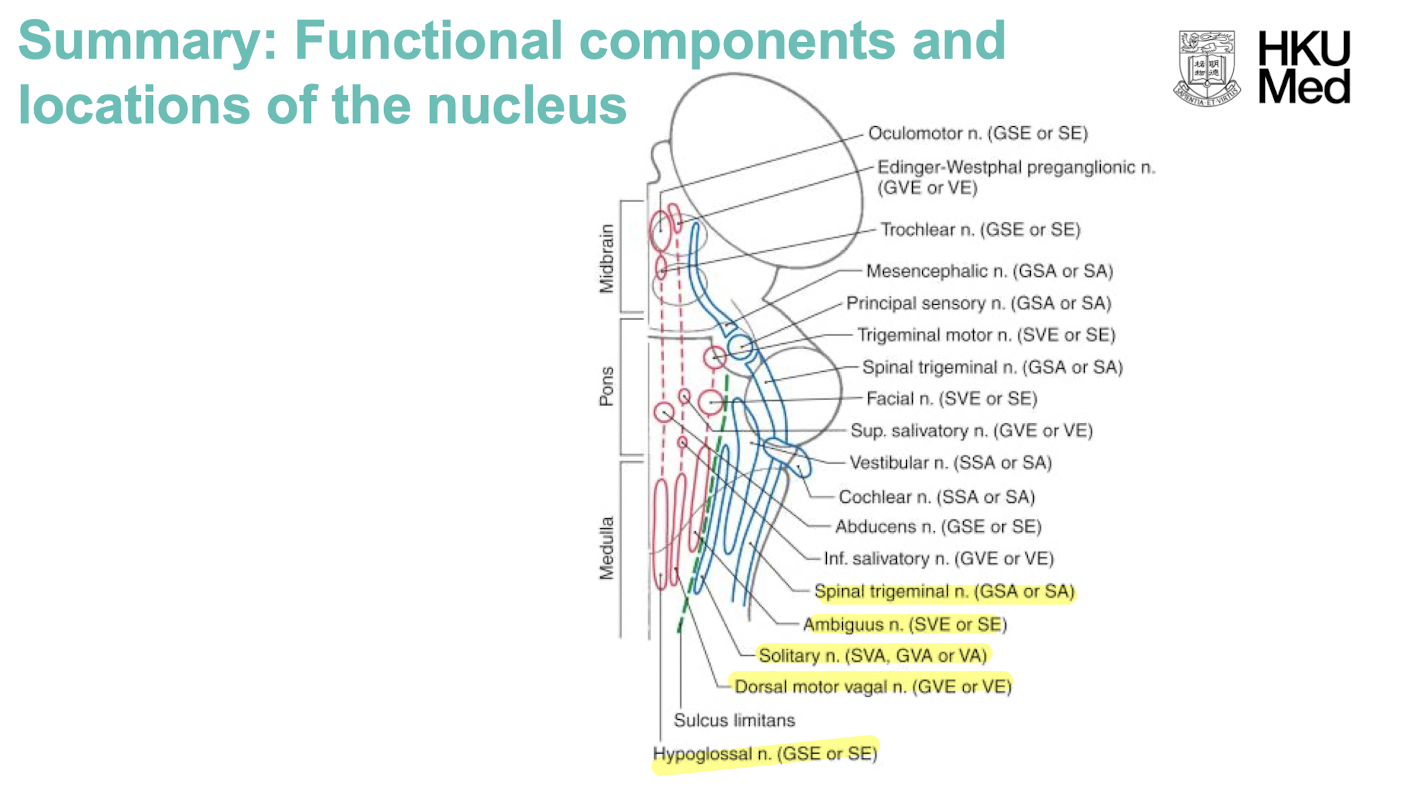 Summary: Functional components and
locations of the nucleus
HKU
Med
SAPIENTIA ET VIRTUS
Oculomotor n. (GSE or SE)
Edinger-Westphal preganglionic n.
(GVE or VE)
Trochlear n. (GSE or SE)
Mesencephalic n. (GSA or SA)
Principal sensory n. (GSA or SA)
Trigeminal motor n. (SVE or SE)
Spinal trigeminal n. (GSA or SA)
Facial n. (SVE or SE)
Sup. salivatory n. (GVE or VE)
Vestibular n. (SSA or SA)
Cochlear n. (SSA or SA)
Abducens n. (GSE or SE)
Inf. salivatory n. (GVE or VE)
Spinal trigeminal n. (GSA or SA)
Ambiguus n. (SVE or SE)
Solitary n. (SVA, GVA or VA)
Dorsal motor vagal n. (GVE or VE)
Sulcus limitans
Hypoglossal n. (GSE or SE)
Midbrain
Pons
Medulla